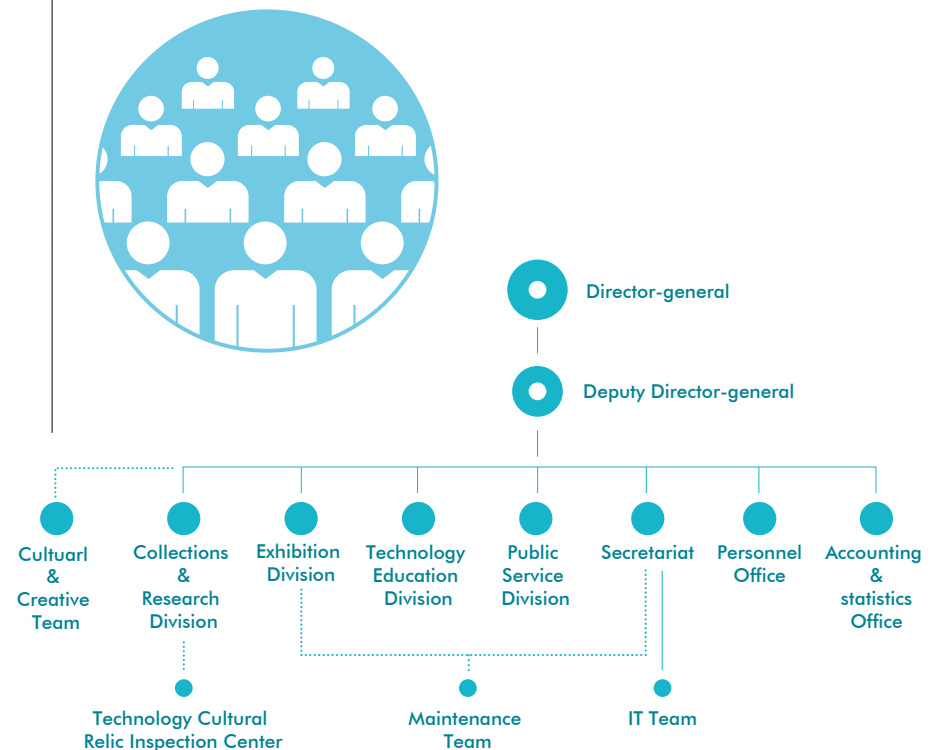 Director-general
Deputy Director-general
Cultuarl
&
Creative
Team
Collections
&
Research
Division
Exhibition
Division
Technology
Education
Division
Public
Service
Division
Secretariat
Personnel
Office
Accounting
&
statistics
Office
Technology Cultural
Relic Inspection Center
Maintenance
Team
IT Team